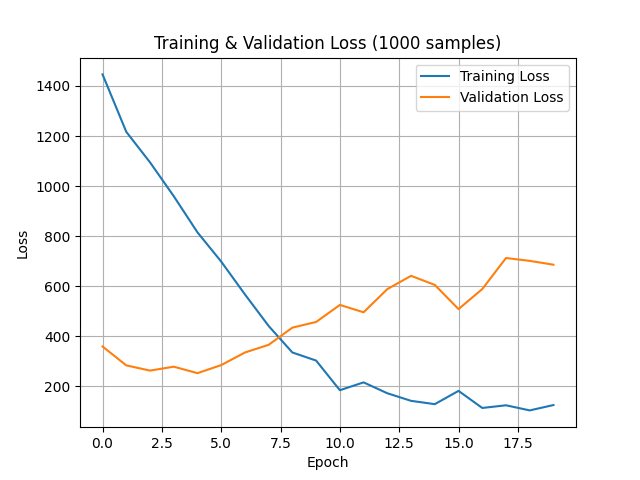 Training & Validation Loss (1000 samples)
Training Loss
Validation Loss
1400
1200
1000
800
600
400
200
Loss
0.0 2.5 5.0 7.5 10.0 12.5 15.0 17.5
Epoch